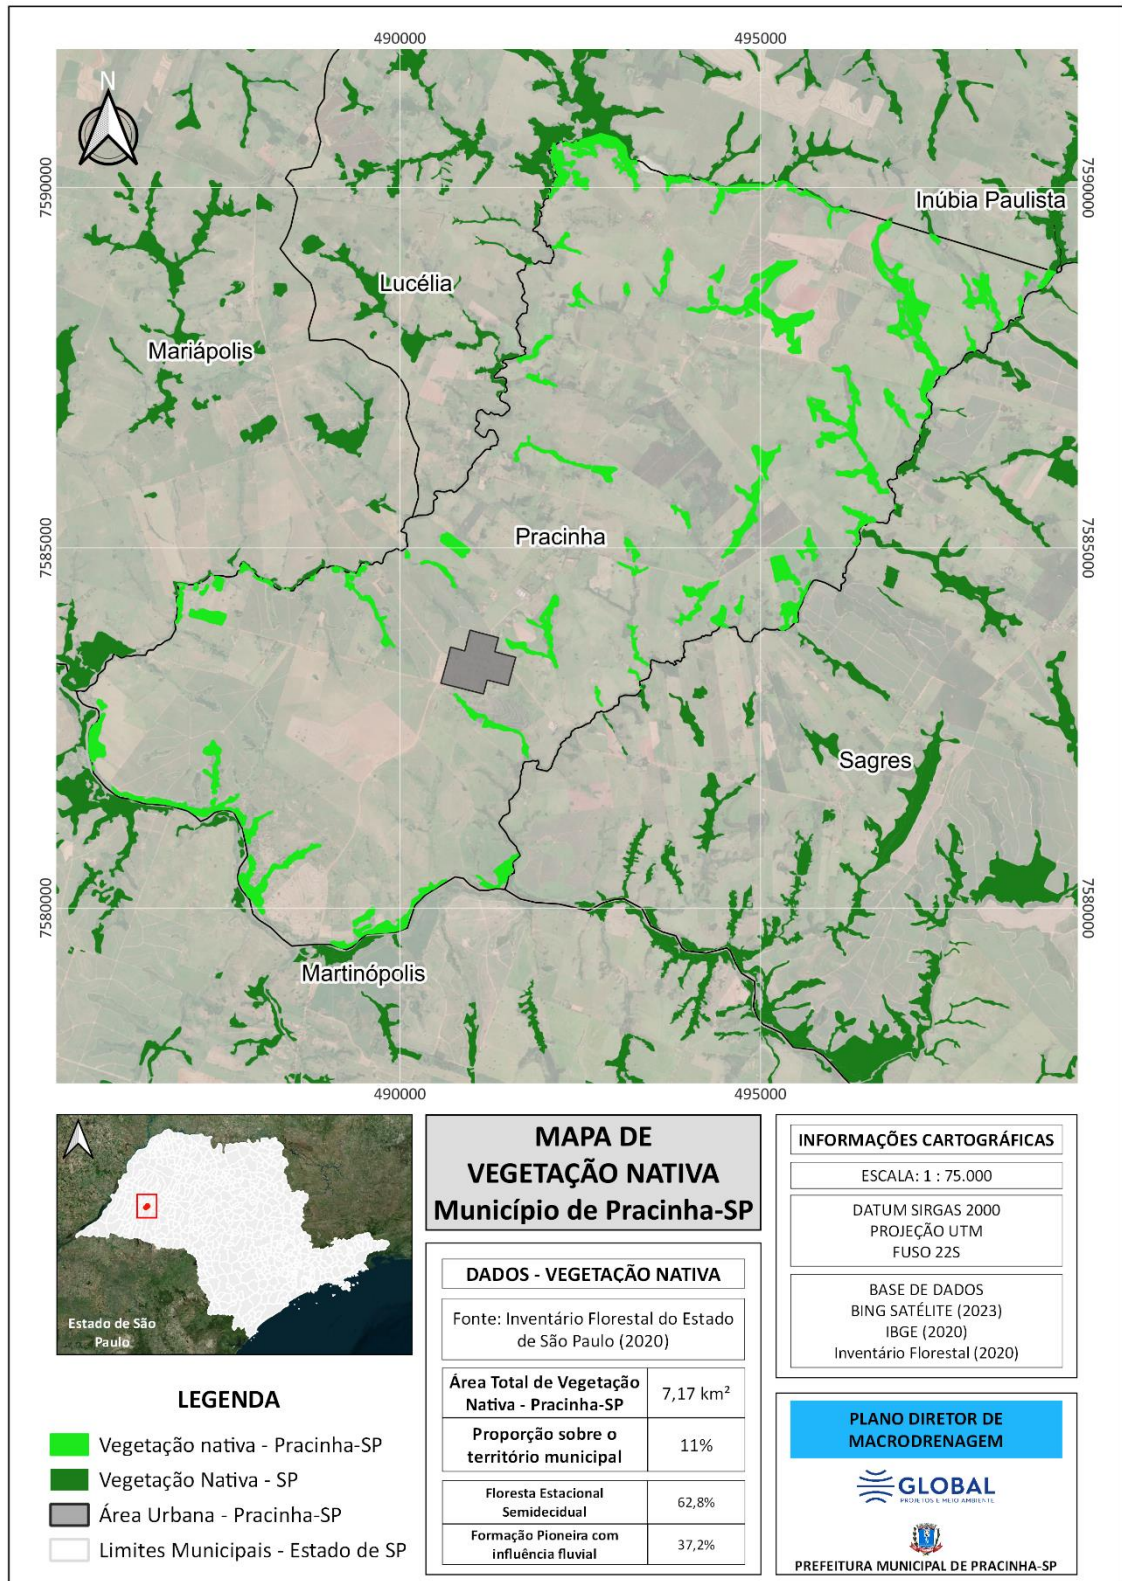 490000
495000
N
7590000
7590000
Inúbia Paulista
Lucélia
Mariápolis
Pracinha
7585000
7585000
Sagres
7580000
7580000
Martinópolis
490000
495000
Estado de São
Paulo
LEGENDA
Vegetação nativa - Pracinha-SP
Vegetação Nativa - SP
Área Urbana - Pracinha-SP
Limites Municipais - Estado de SP
MAPA DE
VEGETAÇÃO NATIVA
Município de Pracinha-SP
DADOS - VEGETAÇÃO NATIVA
Fonte: Inventário Florestal do Estado
de São Paulo (2020)
Área Total de Vegetação
Nativa - Pracinha-SP
7,17 km²
Proporção sobre o
território municipal
11%
Floresta Estacional
Semidecidual
62,8%
Formação Pioneira com
influência fluvial
37,2%
INFORMAÇÕES CARTOGRÁFICAS
ESCALA: 1 : 75.000
DATUM SIRGAS 2000
PROJEÇÃO UTM
FUSO 22S
BASE DE DADOS
BING SATÉLITE (2023)
IBGE (2020)
Inventário Florestal (2020)
PLANO DIRETOR DE
MACRODRENAGEM
GLOBAL
PROJETOS E MEIO AMBIENTE
PREFEITURA MUNICIPAL DE PRACINHA-SP